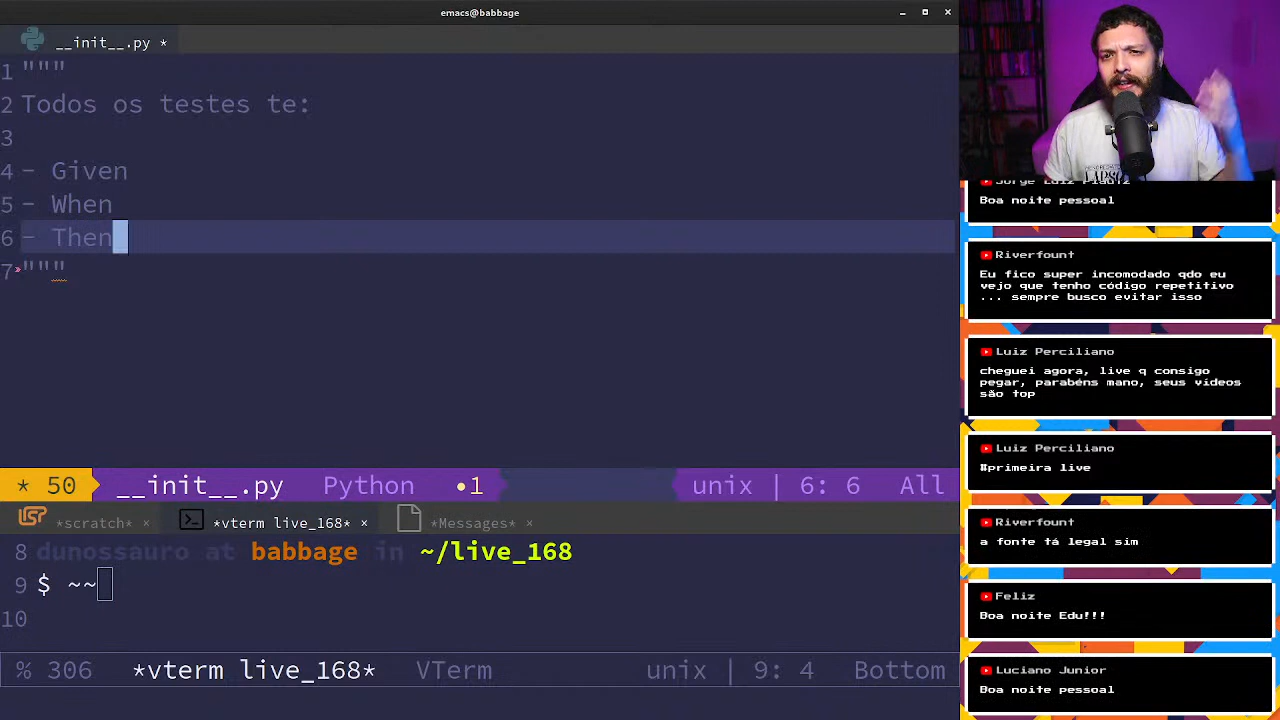 emacs@babbage
__init__.py *
1 """
2 Todos os testes te:
3
4 - Given
5 - When
6 - Then
7 """
* 50 __init__.py Python •1 unix | 6: 6 All
*scratch* × *vterm live_168* × *Messages* ×
8 dunossauro at babbage in ~/live_168
9 $ ~~
10
% 306 *vterm live_168* VTerm unix | 9: 4 Bottom
Boa noite pessoal
Riverfount
Eu fico super incomodado qdo eu
vejo que tenho código repetitivo
... sempre busco evitar isso
Luiz Perciliano
cheguei agora, live q consigo
pegar, parabéns mano, seus videos
são top
Luiz Perciliano
#primeira live
Riverfount
a fonte tá legal sim
Feliz
Boa noite Edu!!!
Luciano Junior
Boa noite pessoal